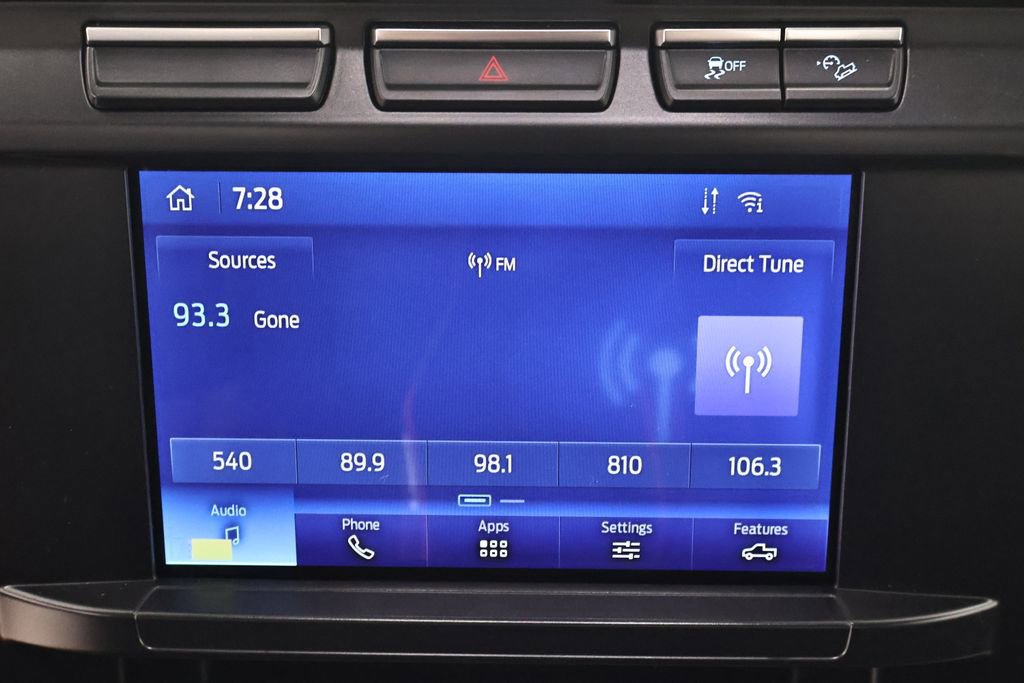 OFF
7:28
Sources
FM
Direct Tune
93.3 Gone
540 89.9 98.1 810 106.3
Audio Phone Apps Settings Features